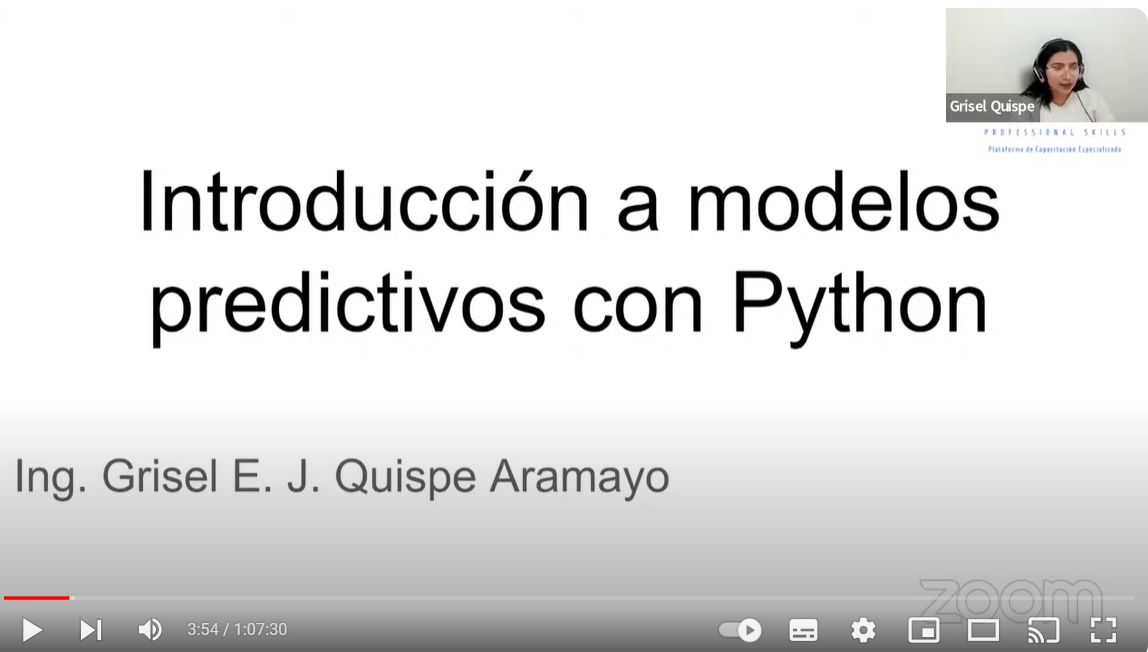 Grisel Quispe
PROFESSIONAL SKILLS
Plataforma de Capacitación Especializada
Introducción a modelos
predictivos con Python
Ing. Grisel E. J. Quispe Aramayo
zoom
3:54 / 1:07:30